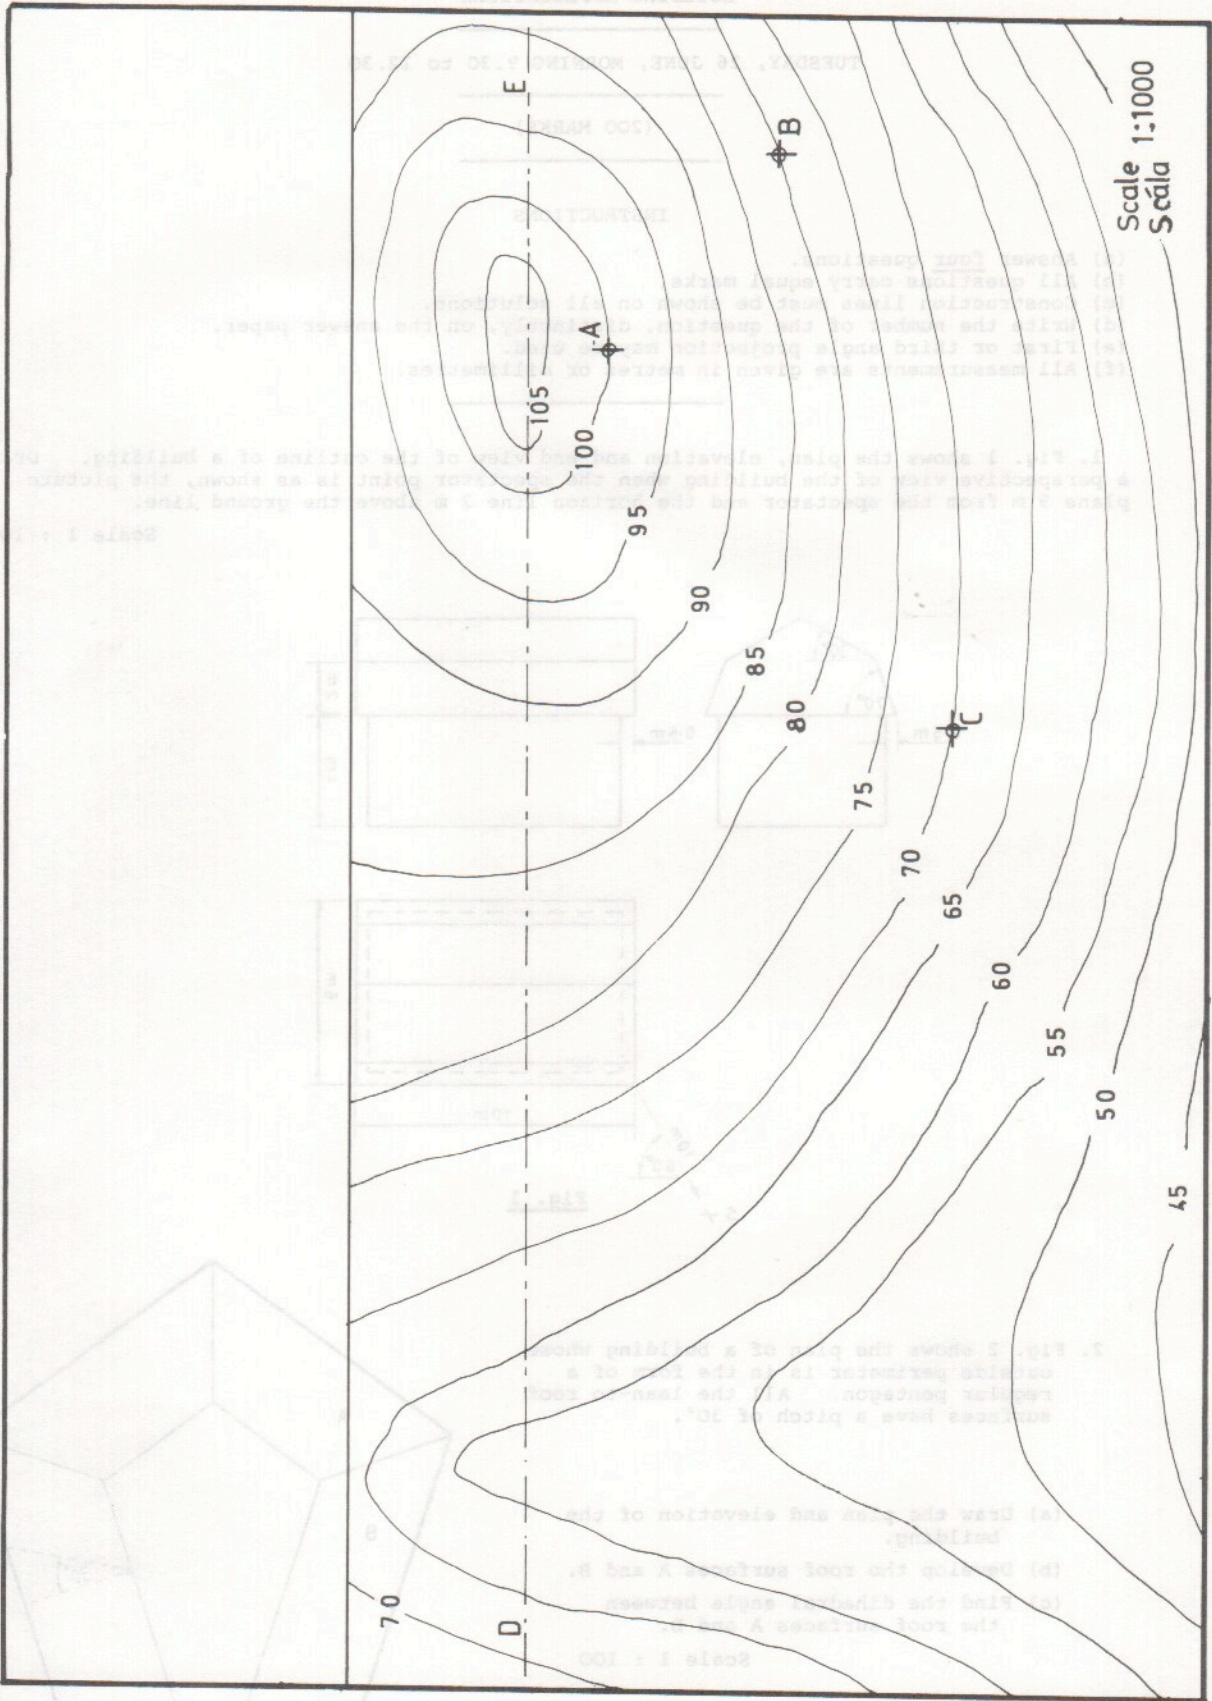 E
B
Scale 1:1000
Scála
A
105
100
95
90
85
80
C
75
70
65
60
55
50
45
70
D
TUESDAY, 26 JUNE, MORNING 9.30 to 12.30
(200 MARKS)
INSTRUCTIONS
(a) Answer four questions.
(b) All questions carry equal marks.
(c) Construction lines must be shown on all solutions.
(d) Write the number of the question, distinctly, on the answer paper.
(e) First or third angle projection may be used.
(f) All measurements are given in metres or millimetres.
1. Fig. 1 shows the plan, elevation and end view of the outline of a building.
a perspective view of the building when the spectator point is as shown, the picture
plane 9 m from the spectator and the horizon line 2 m above the ground line.
Scale 1 :
Fig. 1
2. Fig. 2 shows the plan of a building whose
outside perimeter is in the form of a
regular pentagon. All the lean-to roof
surfaces have a pitch of 30°.
A
(a) Draw the plan and elevation of the
building.
B
(b) Develop the roof surfaces A and B.
(c) Find the dihedral angle between
the roof surfaces A and B.
Scale 1 : 100